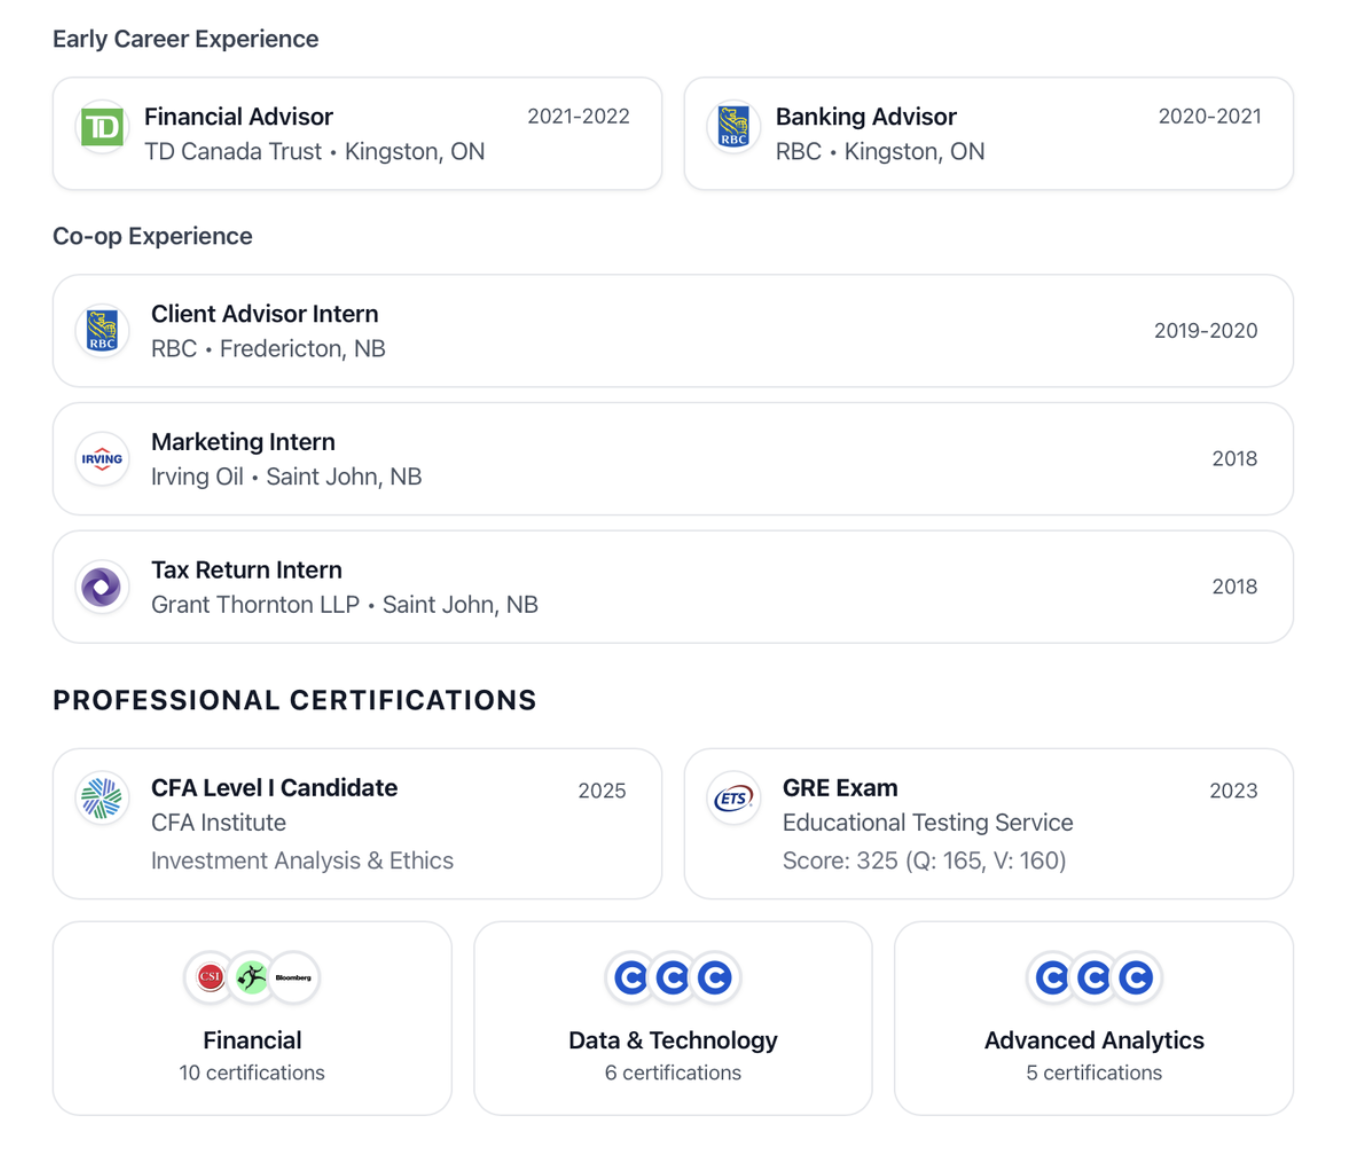 Early Career Experience
TD
Financial Advisor
2021-2022
TD Canada Trust • Kingston, ON
RBC
Banking Advisor
2020-2021
RBC • Kingston, ON
Co-op Experience
RBC
Client Advisor Intern
RBC • Fredericton, NB
2019-2020
IRVING
Marketing Intern
Irving Oil • Saint John, NB
2018
Tax Return Intern
Grant Thornton LLP • Saint John, NB
2018
PROFESSIONAL CERTIFICATIONS
CFA Level I Candidate
2025
CFA Institute
Investment Analysis & Ethics
ETS
GRE Exam
2023
Educational Testing Service
Score: 325 (Q: 165, V: 160)
CSI
Bloomberg
Financial
10 certifications
C C C
Data & Technology
6 certifications
C C C
Advanced Analytics
5 certifications